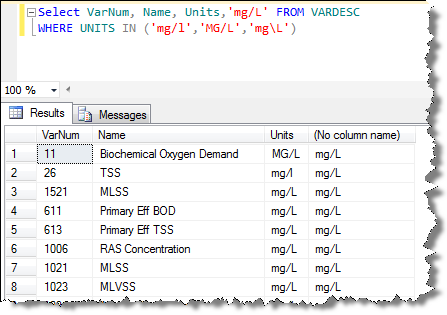 Select VarNum, Name, Units,'mg/L' FROM VARDESC
WHERE UNITS IN ('mg/l','MG/L','mg\L')
100 %
Results Messages
VarNum Name Units (No column name)
1 11 Biochemical Oxygen Demand MG/L mg/L
2 26 TSS mg/l mg/L
3 1521 MLSS mg/L mg/L
4 611 Primary Eff BOD mg/L mg/L
5 613 Primary Eff TSS mg/L mg/L
6 1006 RAS Concentration mg/L mg/L
7 1021 MLSS mg/L mg/L
8 1023 MLVSS mg/L mg/L